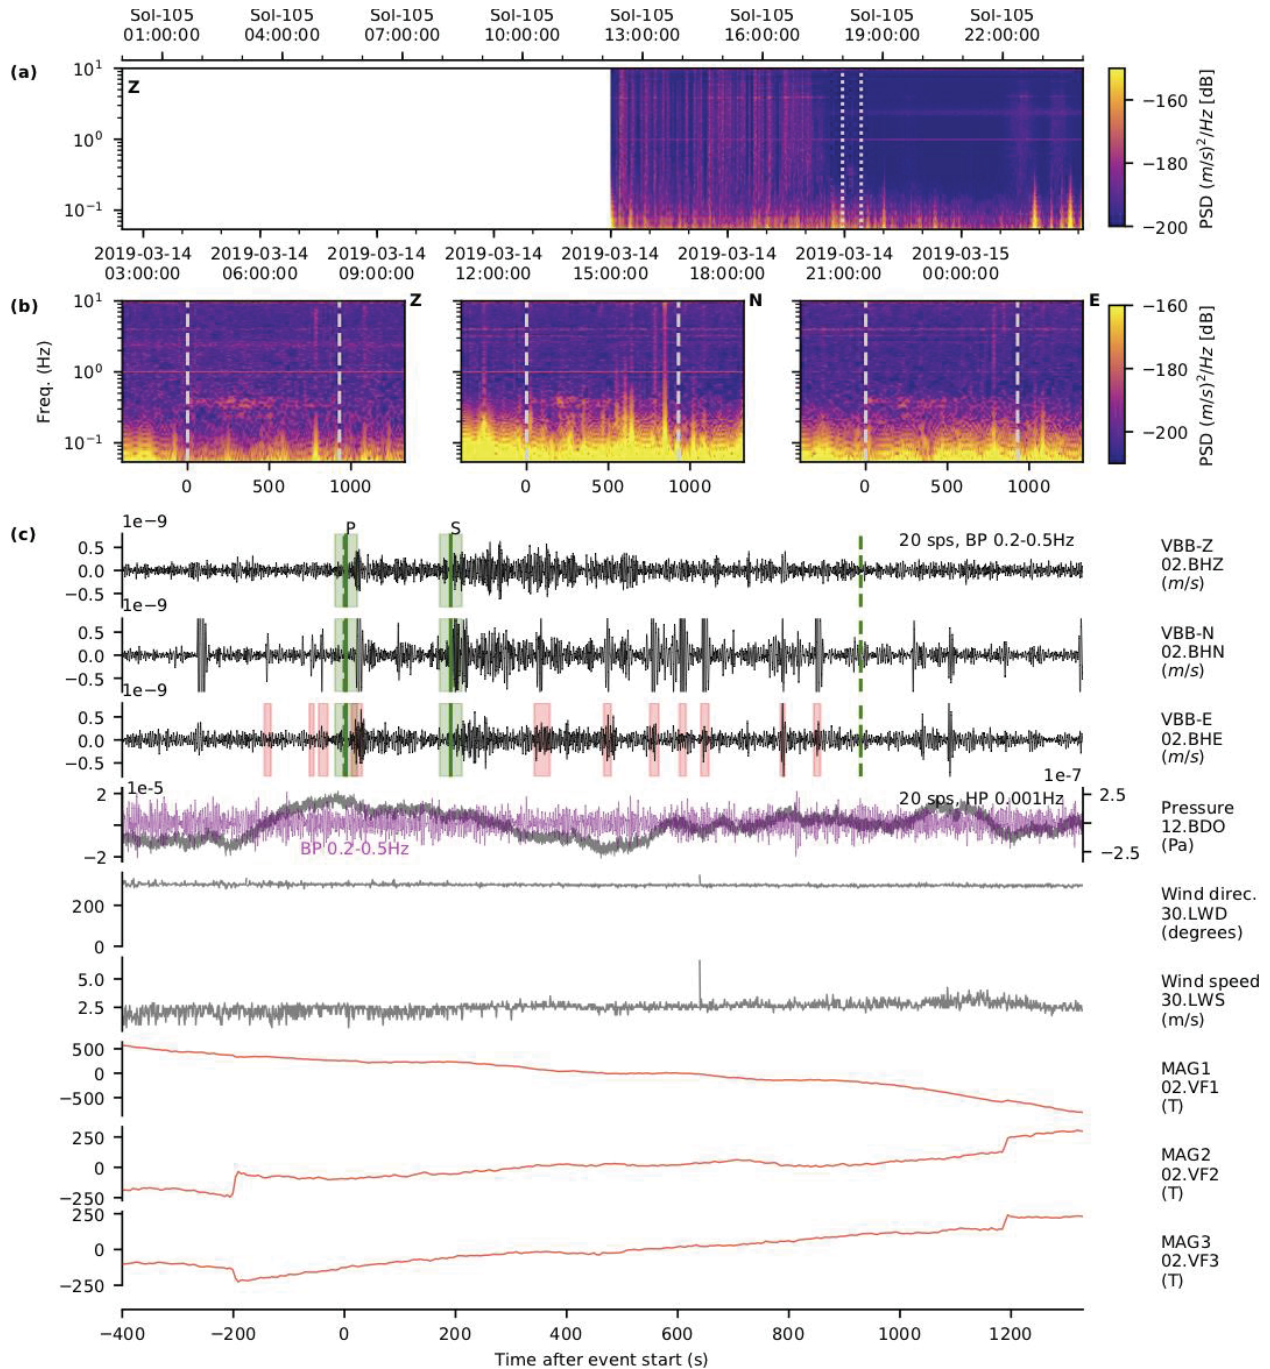 Sol-105 Sol-105 Sol-105 Sol-105 Sol-105 Sol-105 Sol-105 Sol-105
01:00:00 04:00:00 07:00:00 10:00:00 13:00:00 16:00:00 19:00:00 22:00:00
(a)
Z
10¹
10⁰
10⁻¹
−160
−180
−200
PSD (m/s)²/Hz [dB]
2019-03-14 2019-03-14 2019-03-14 2019-03-14 2019-03-14 2019-03-14 2019-03-14 2019-03-15
03:00:00 06:00:00 09:00:00 12:00:00 15:00:00 18:00:00 21:00:00 00:00:00
(b)
Z N E
Freq. (Hz)
10¹
10⁰
10⁻¹
0 500 1000 0 500 1000 0 500 1000
−160
−180
−200
PSD (m/s)²/Hz [dB]
(c)
1e−9
P S
20 sps, BP 0.2-0.5Hz
0.5
0.0
−0.5
VBB-Z
02.BHZ
(m/s)
1e−9
0.5
0.0
−0.5
VBB-N
02.BHN
(m/s)
1e−9
0.5
0.0
−0.5
VBB-E
02.BHE
(m/s)
1e−5
1e−7
20 sps, HP 0.001Hz
BP 0.2-0.5Hz
2
−2
2.5
−2.5
Pressure
12.BDO
(Pa)
200
0
Wind direc.
30.LWD
(degrees)
5.0
2.5
Wind speed
30.LWS
(m/s)
500
0
−500
MAG1
02.VF1
(T)
250
0
−250
MAG2
02.VF2
(T)
250
0
−250
MAG3
02.VF3
(T)
−400 −200 0 200 400 600 800 1000 1200
Time after event start (s)